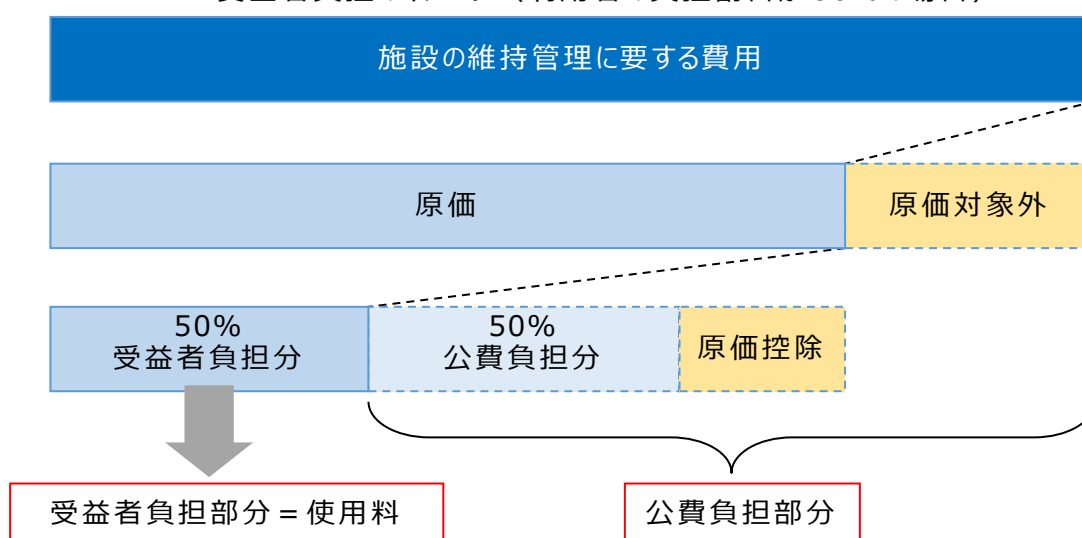 施設の維持管理に要する費用
原価
原価対象外
50%
受益者負担分
50%
公費負担分
原価控除
受益者負担部分=使用料
公費負担部分